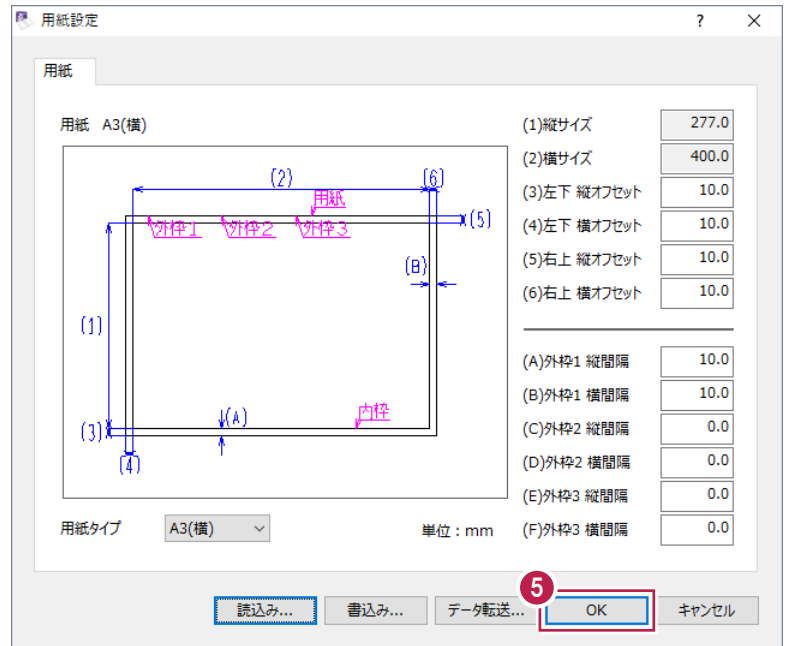 用紙設定
? ×
用紙
用紙 A3(横)
(2)
(6)
用紙
(5)
外枠1 外枠2 外枠3
(B)
(1)
(A)
内枠
(3)
(4)
用紙タイプ A3(横)
単位:mm
(1)縦サイズ 277.0
(2)横サイズ 400.0
(3)左下 縦オフセット 10.0
(4)左下 横オフセット 10.0
(5)右上 縦オフセット 10.0
(6)右上 横オフセット 10.0
(A)外枠1 縦間隔 10.0
(B)外枠1 横間隔 10.0
(C)外枠2 縦間隔 0.0
(D)外枠2 横間隔 0.0
(E)外枠3 縦間隔 0.0
(F)外枠3 横間隔 0.0
5
読込み... 書込み... データ転送... OK キャンセル